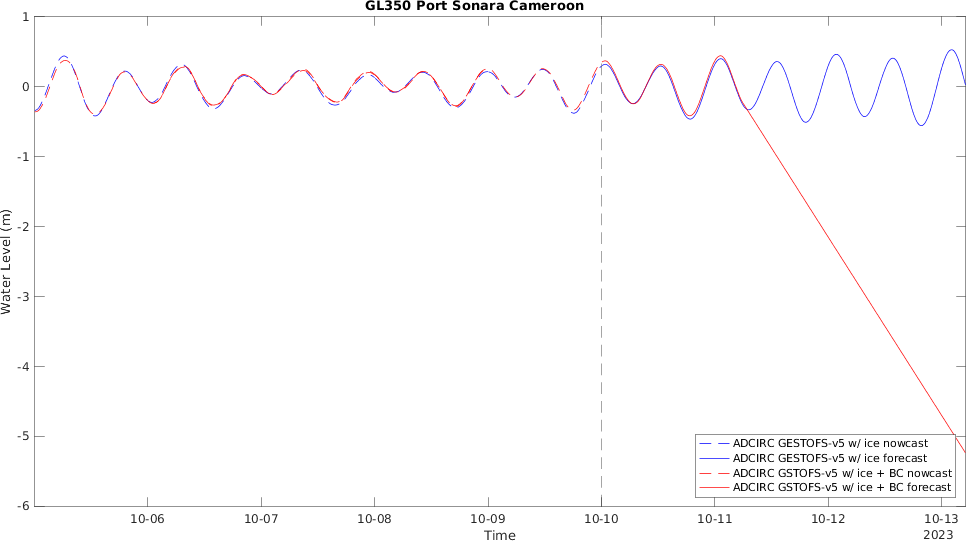 GL350 Port Sonara Cameroon
1
0
-1
-2
-3
-4
-5
-6
Water Level (m)
10-06
10-07
10-08
10-09
10-10
10-11
10-12
10-13
Time
2023
ADCIRC GESTOFS-v5 w/ ice nowcast
ADCIRC GESTOFS-v5 w/ ice forecast
ADCIRC GSTOFS-v5 w/ ice + BC nowcast
ADCIRC GSTOFS-v5 w/ ice + BC forecast